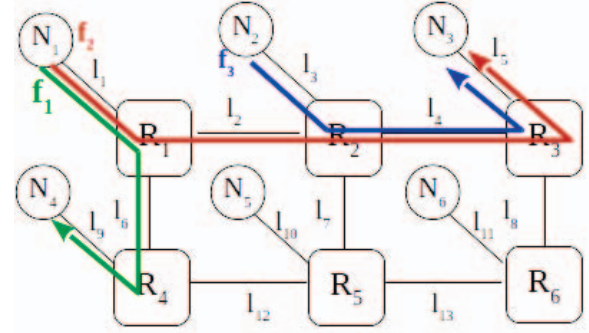 N1 f2 N2 N3
f3 l5
l1 l3
f1
l2 l4
R1 R2 R3
N4 N5 N6
l9 l6 l10 l7 l11 l8
R4 R5 R6
l12 l13